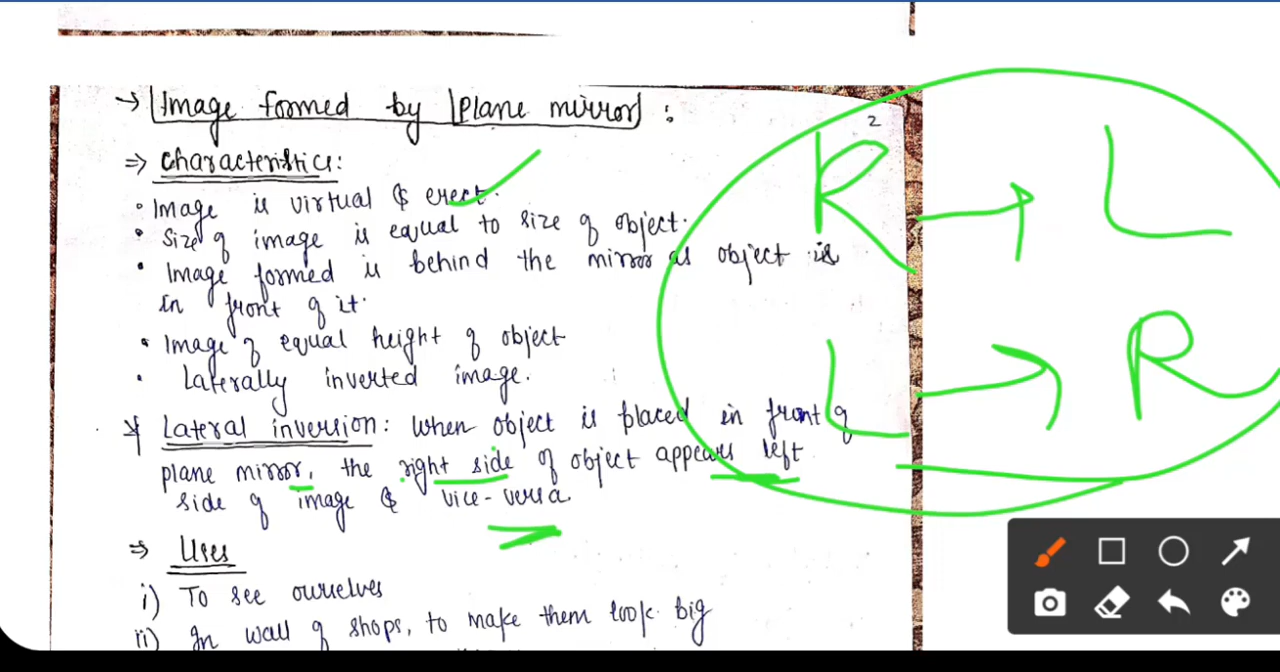 → Image formed by Plane mirror :
2
⇒ Characteristics:
• Image is virtual & erect.
• Size of image is equal to size of object.
• Image formed is behind the mirror as object is
in front of it.
• Image of equal height of object
• Laterally inverted image.
Lateral inversion: When object is placed in front of
plane mirror, the right side of object appears left
side of image & vice-versa.
⇒ Uses
i) To see ourselves
ii) In wall of shops, to make them look big
R → L
L → R